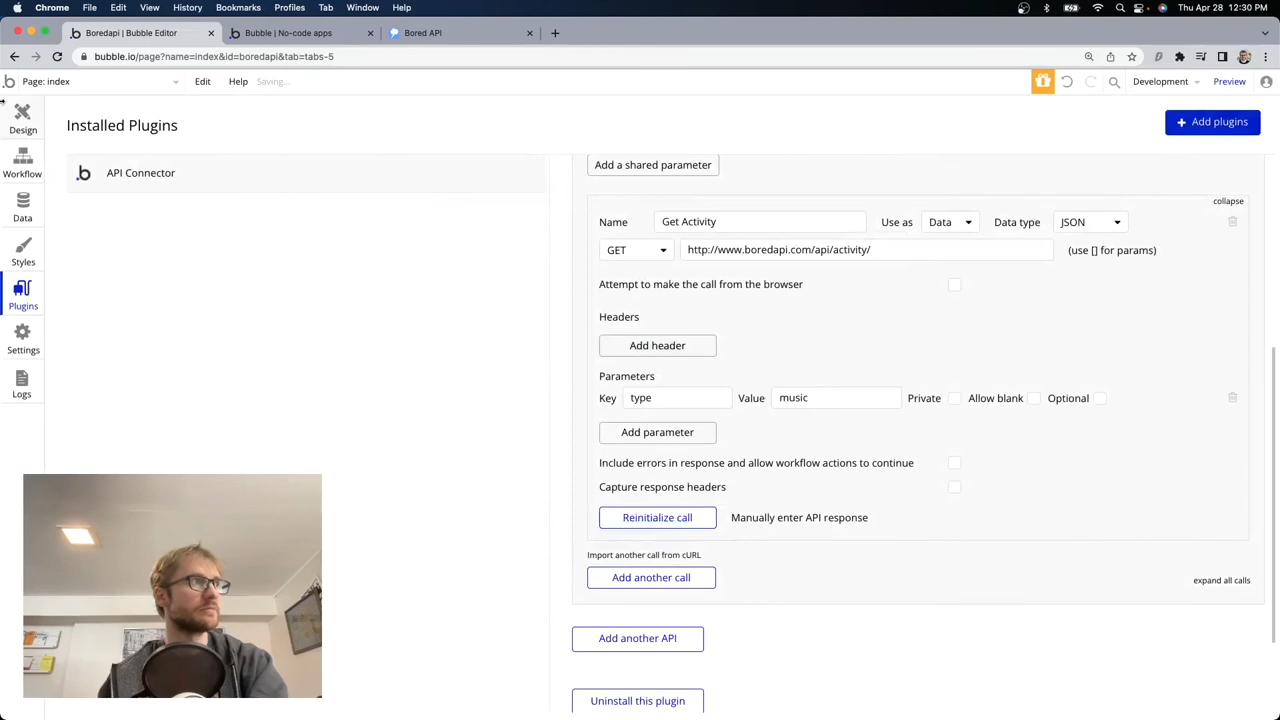 Chrome File Edit View History Bookmarks Profiles Tab Window Help Thu Apr 28 12:30 PM
Boredapi | Bubble Editor Bubble | No-code apps Bored API
bubble.io/page?name=index&id=boredapi&tab=tabs-5
Page: index Edit Help Saving... Development Preview
Design
Workflow
Data
Styles
Plugins
Settings
Logs
Installed Plugins
Add plugins
API Connector
Add a shared parameter
collapse
Name Get Activity Use as Data Data type JSON
GET http://www.boredapi.com/api/activity/ (use [] for params)
Attempt to make the call from the browser
Headers
Add header
Parameters
Key type Value music Private Allow blank Optional
Add parameter
Include errors in response and allow workflow actions to continue
Capture response headers
Reinitialize call Manually enter API response
Import another call from cURL
Add another call expand all calls
Add another API
Uninstall this plugin